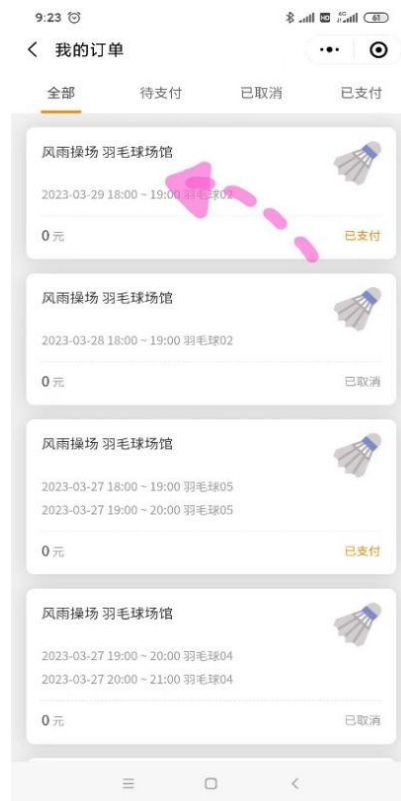 9:23
61
我的订单
全部 待支付 已取消 已支付
风雨操场 羽毛球场馆
2023-03-29 18:00 ~ 19:00 羽毛球02
0 元 已支付
风雨操场 羽毛球场馆
2023-03-28 18:00 ~ 19:00 羽毛球02
0 元 已取消
风雨操场 羽毛球场馆
2023-03-27 18:00 ~ 19:00 羽毛球05
2023-03-27 19:00 ~ 20:00 羽毛球05
0 元 已支付
风雨操场 羽毛球场馆
2023-03-27 19:00 ~ 20:00 羽毛球04
2023-03-27 20:00 ~ 21:00 羽毛球04
0 元 已取消